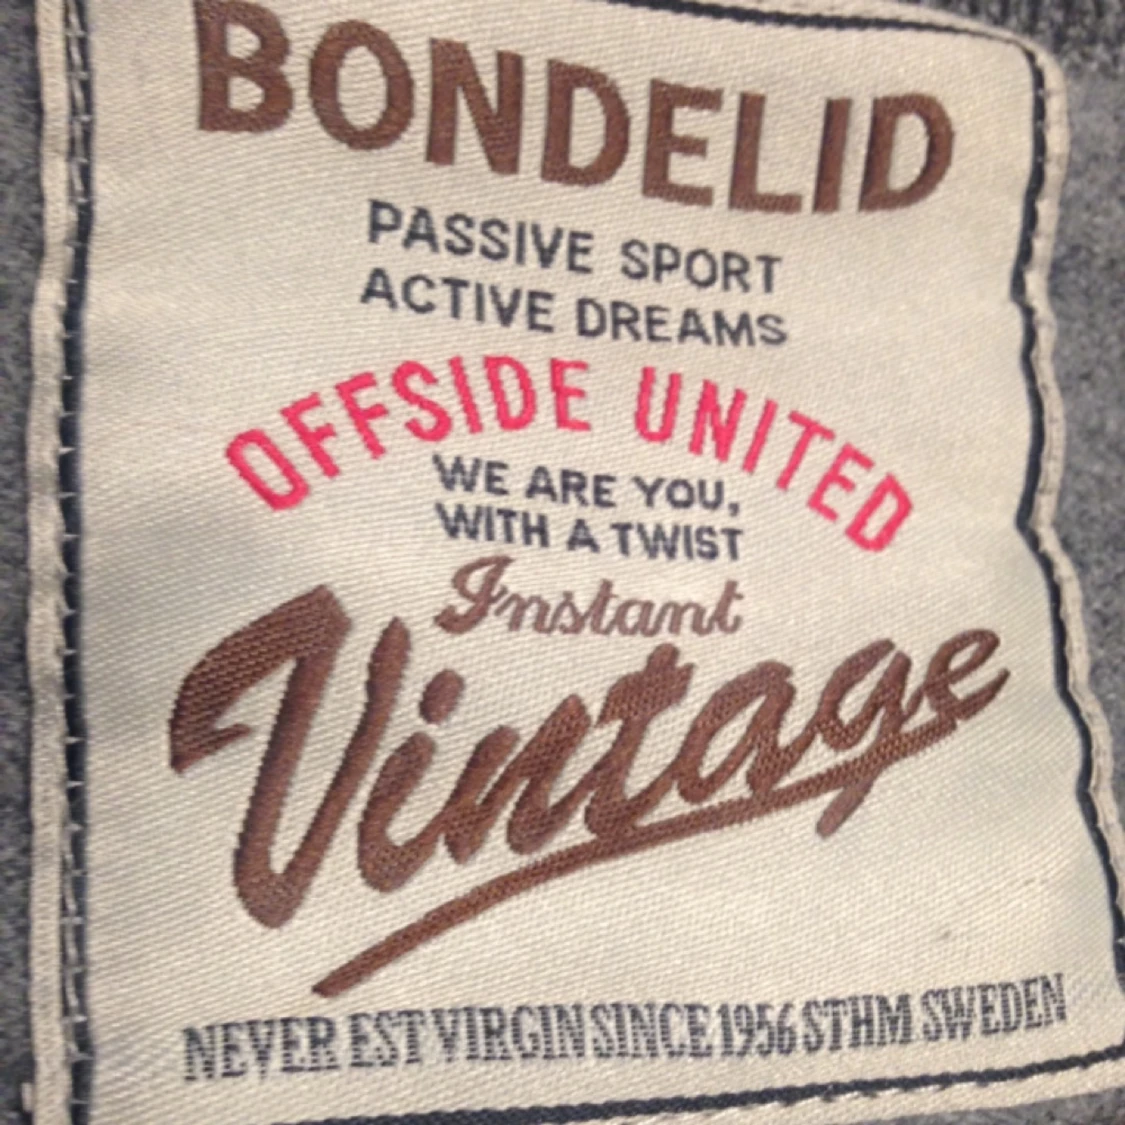 BONDELID
PASSIVE SPORT
ACTIVE DREAMS
OFFSIDE UNITED
WE ARE YOU,
WITH A TWIST
Instant
Vintage
NEVER EST VIRGIN SINCE 1956 STHM SWEDEN